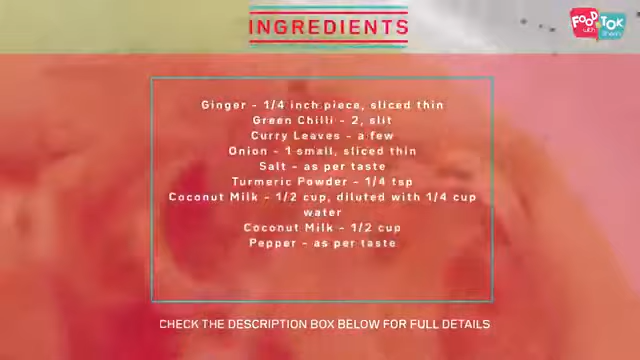 INGREDIENTS
FOOD with TOK
Ginger - 1/4 inch piece, sliced thin
Green Chilli - 2, slit
Curry Leaves - a few
Onion - 1 small, sliced thin
Salt - as per taste
Turmeric Powder - 1/4 tsp
Coconut Milk - 1/2 cup, diluted with 1/4 cup
water
Coconut Milk - 1/2 cup
Pepper - as per taste
CHECK THE DESCRIPTION BOX BELOW FOR FULL DETAILS